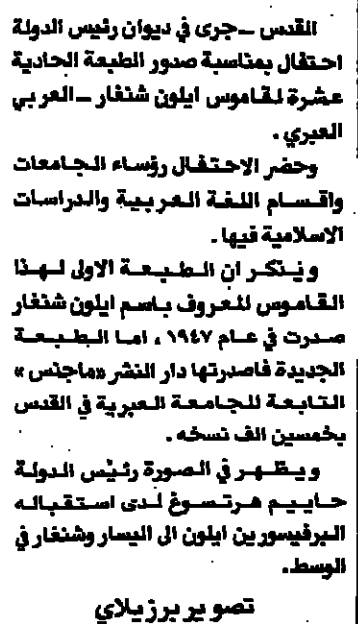 القدس ـ جرى في ديوان رئيس الدولة
احتفال بمناسبة صدور الطبعة الحادية
عشرة لقاموس ايلون شنغار ـ العربي
العبري .
وحضر الاحتفال رؤساء الجامعات
واقسام اللغة العربية والدراسات
الاسلامية فيها .
ويذكر ان الطبعة الاولى لهذا
القاموس المعروف باسم ايلون شنغار
صدرت في عام ١٩٤٧ ، اما الطبعة
الجديدة فاصدرتها دار النشر «ماجنس»
التابعة للجامعة العبرية في القدس
بخمسين الف نسخه .
ويظهر في الصورة رئيس الدولة
حاييم هرتسوغ لدى استقباله
البرفيسورين ايلون الى اليسار وشنغار في
الوسط .
تصوير برزيلاي